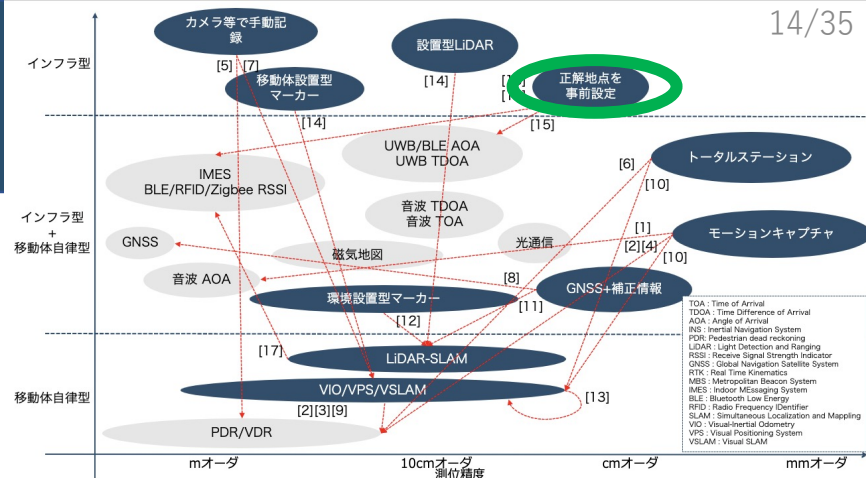 14/35
カメラ等で手動記
録
設置型LiDAR
正解地点を
事前設定
インフラ型
[5]
[7]
移動体設置型
マーカー
[14]
[14]
[15]
UWB/BLE AOA
UWB TDOA
[6]
トータルステーション
IMES
BLE/RFID/Zigbee RSSI
[10]
音波 TDOA
音波 TOA
インフラ型
+
移動体自律型
[1]
モーションキャプチャ
GNSS
光通信
[2][4]
磁気地図
[10]
音波 AOA
[8]
GNSS+補正情報
環境設置型マーカー
[11]
[12]
TOA : Time of Arrival
TDOA : Time Difference of Arrival
AOA : Angle of Arrival
INS : Inertial Navigation System
PDR: Pedestrian dead reckoning
LiDAR : Light Detection and Ranging
RSSI : Receive Signal Strength Indicator
GNSS : Global Navigation Satellite System
RTK : Real Time Kinematics
MBS : Metropolitan Beacon System
IMES : Indoor MEssaging System
BLE : Bluetooth Low Energy
RFID : Radio Frequency IDentifier
SLAM : Simultaneous Localization and Mapping
VIO : Visual-Inertial Odometry
VPS : Visual Positioning System
VSLAM : Visual SLAM
[17]
LiDAR-SLAM
移動体自律型
VIO/VPS/VSLAM
[13]
[2][3][9]
PDR/VDR
mオーダ
10cmオーダ
cmオーダ
mmオーダ
測位精度